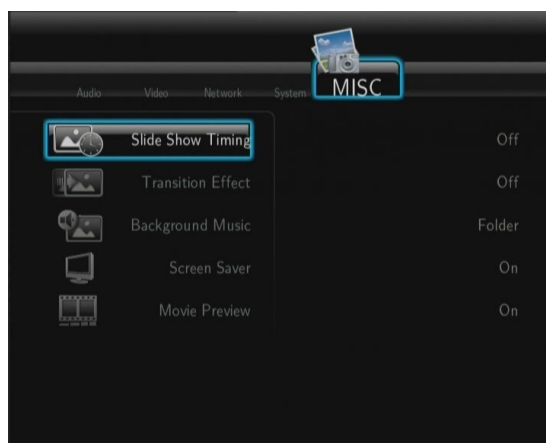 Audio Video Network System MISC
Slide Show Timing Off
Transition Effect Off
Background Music Folder
Screen Saver On
Movie Preview On